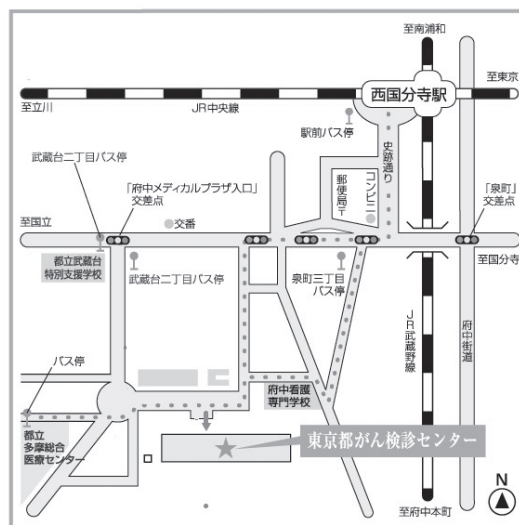 至南浦和
西国分寺駅
至東京
至立川
JR中央線
駅前バス停
史跡通り
武蔵台二丁目バス停
「府中メディカルプラザ入口」
交差点
郵便局〒
コンビニ
「泉町」
交差点
至国立
交番
都立武蔵台
特別支援学校
武蔵台二丁目バス停
泉町三丁目
バス停
至国分寺
JR武蔵野線
府中街道
バス停
府中看護
専門学校
都立
多摩総合
医療センター
東京都がん検診センター
至府中本町
N